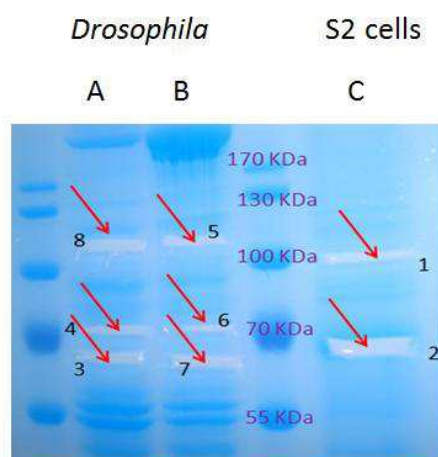 Drosophila S2 cells
A B C
170 KDa
130 KDa
8 5
100 KDa 1
4 6 70 KDa
3 7 2
55 KDa